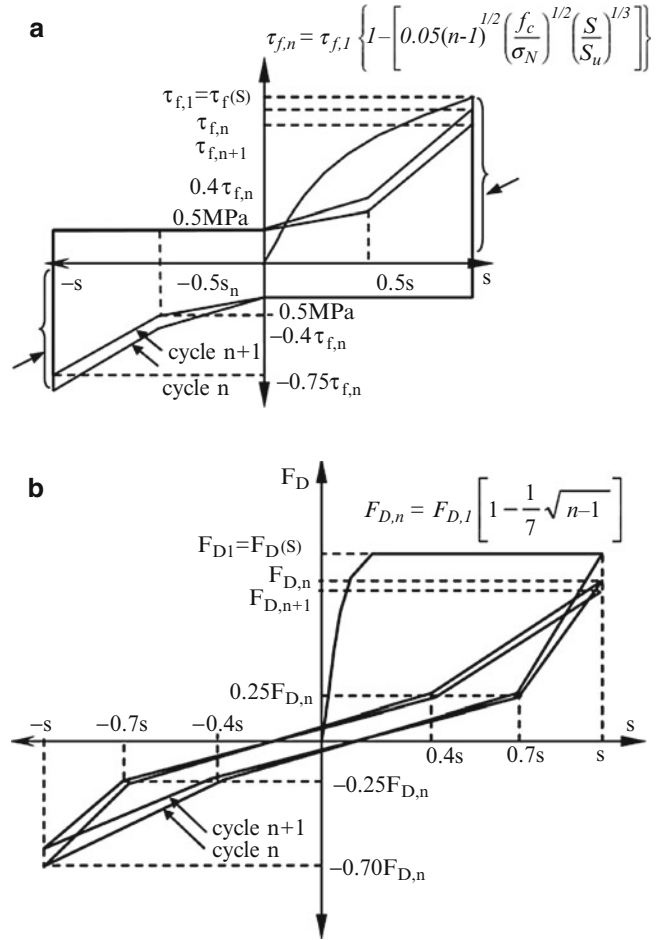 a
τf,n = τf,1 {1–[0.05(n-1)^1/2 (fc/σN)^1/2 (S/Su)^1/3]}
τf,1=τf(S)
τf,n
τf,n+1
0.4τf,n
0.5MPa
–s
–0.5sn
0.5s
s
0.5MPa
–0.4τf,n
cycle n+1
cycle n
–0.75τf,n
b
FD
FD,n = FD,1 [1 – 1/7 √n–1]
FD1=FD(S)
FD,n
FD,n+1
0.25FD,n
–s
–0.7s
–0.4s
s
0.4s
0.7s
s
–0.25FD,n
cycle n+1
cycle n
–0.70FD,n